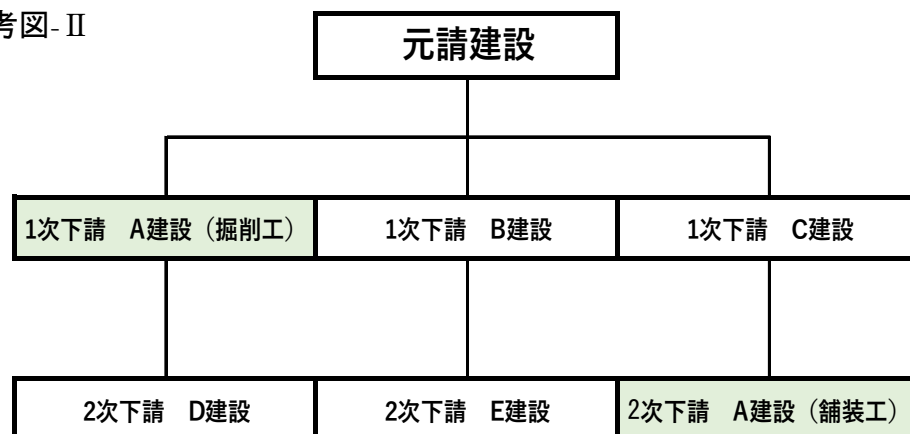 考図-Ⅱ
元請建設
1次下請 A建設（掘削工）
1次下請 B建設
1次下請 C建設
2次下請 D建設
2次下請 E建設
2次下請 A建設（舗装工）